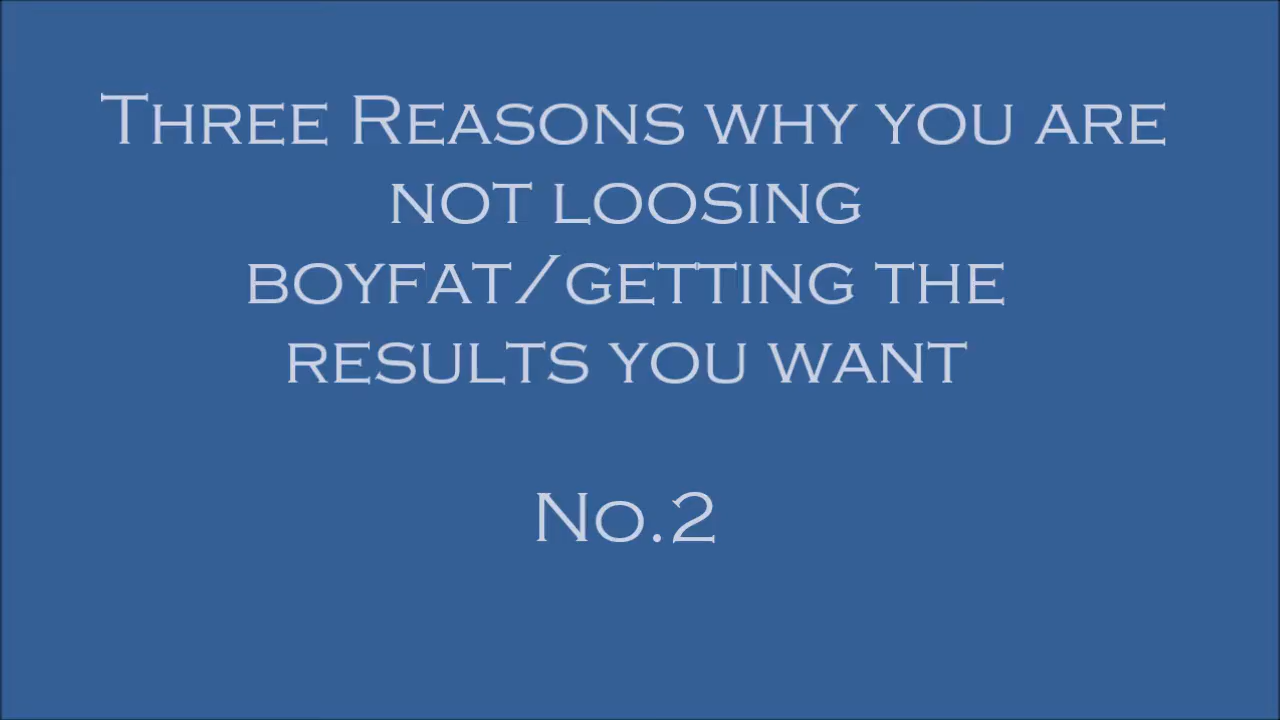 Three Reasons why you are
not loosing
boyfat/getting the
results you want
No.2